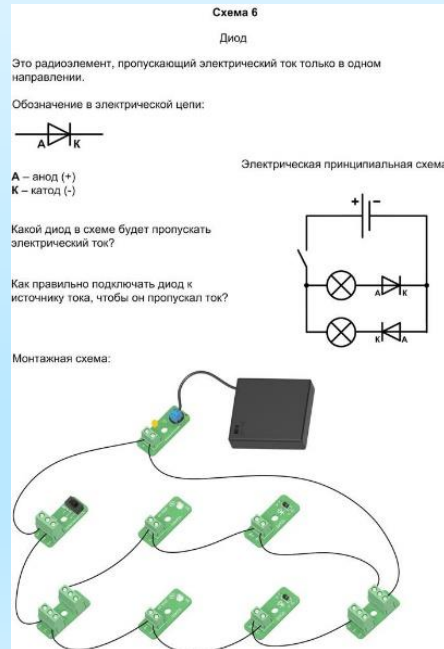 Схема 6
Диод
Это радиоэлемент, пропускающий электрический ток только в одном
направлении.
Обозначение в электрической цепи:
А К
А – анод (+)
К – катод (-)
Электрическая принципиальная схема
Какой диод в схеме будет пропускать
электрический ток?
Как правильно подключать диод к
источнику тока, чтобы он пропускал ток?
+ −
А К
К А
Монтажная схема: